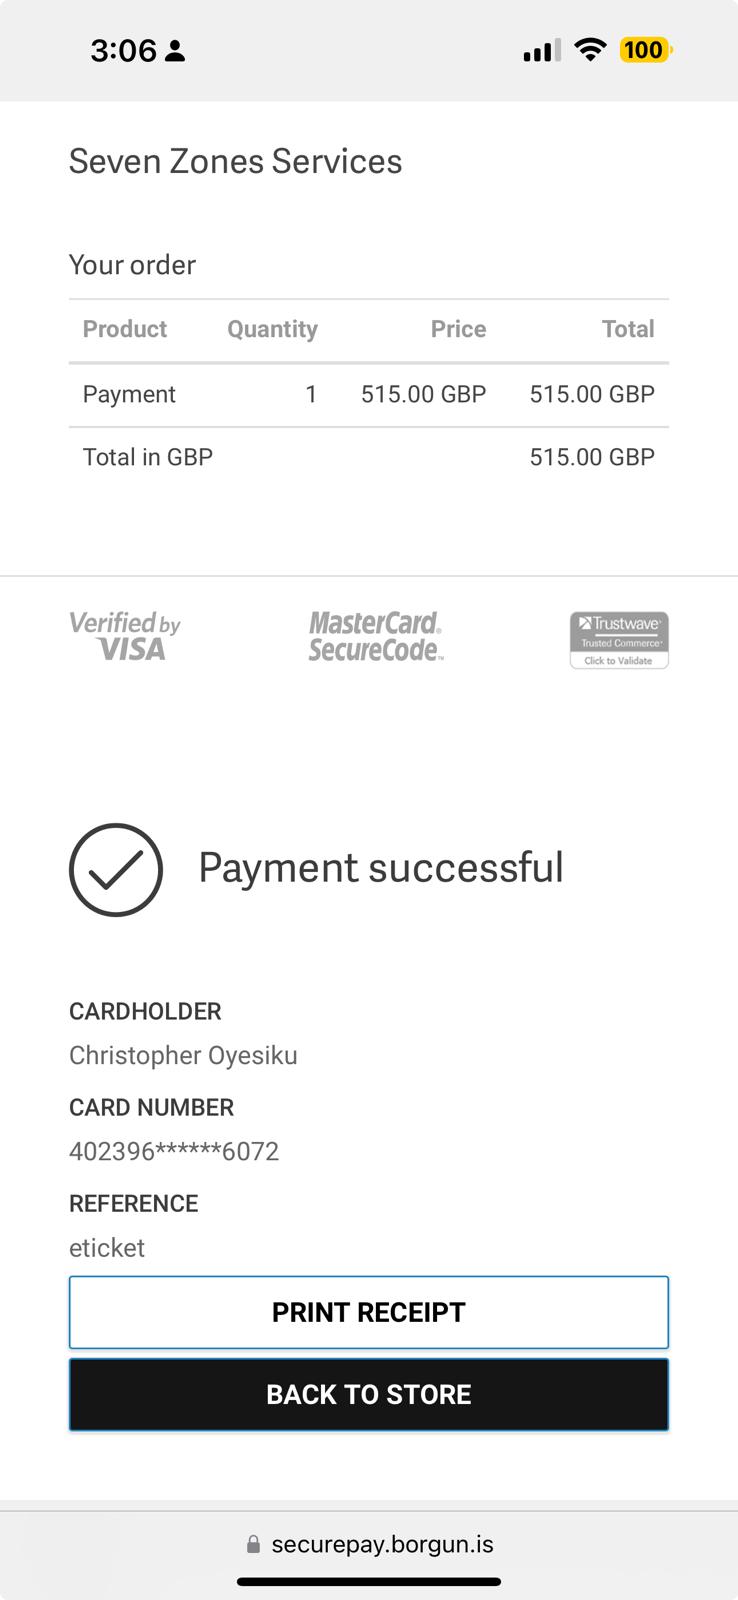 3:06
100
Seven Zones Services
Your order
Product Quantity Price Total
Payment 1 515.00 GBP 515.00 GBP
Total in GBP 515.00 GBP
Verified by
VISA
MasterCard.
SecureCode™
Trustwave®
Trusted Commerce™
Click to Validate
Payment successful
CARDHOLDER
Christopher Oyesiku
CARD NUMBER
402396******6072
REFERENCE
eticket
PRINT RECEIPT
BACK TO STORE
securepay.borgun.is